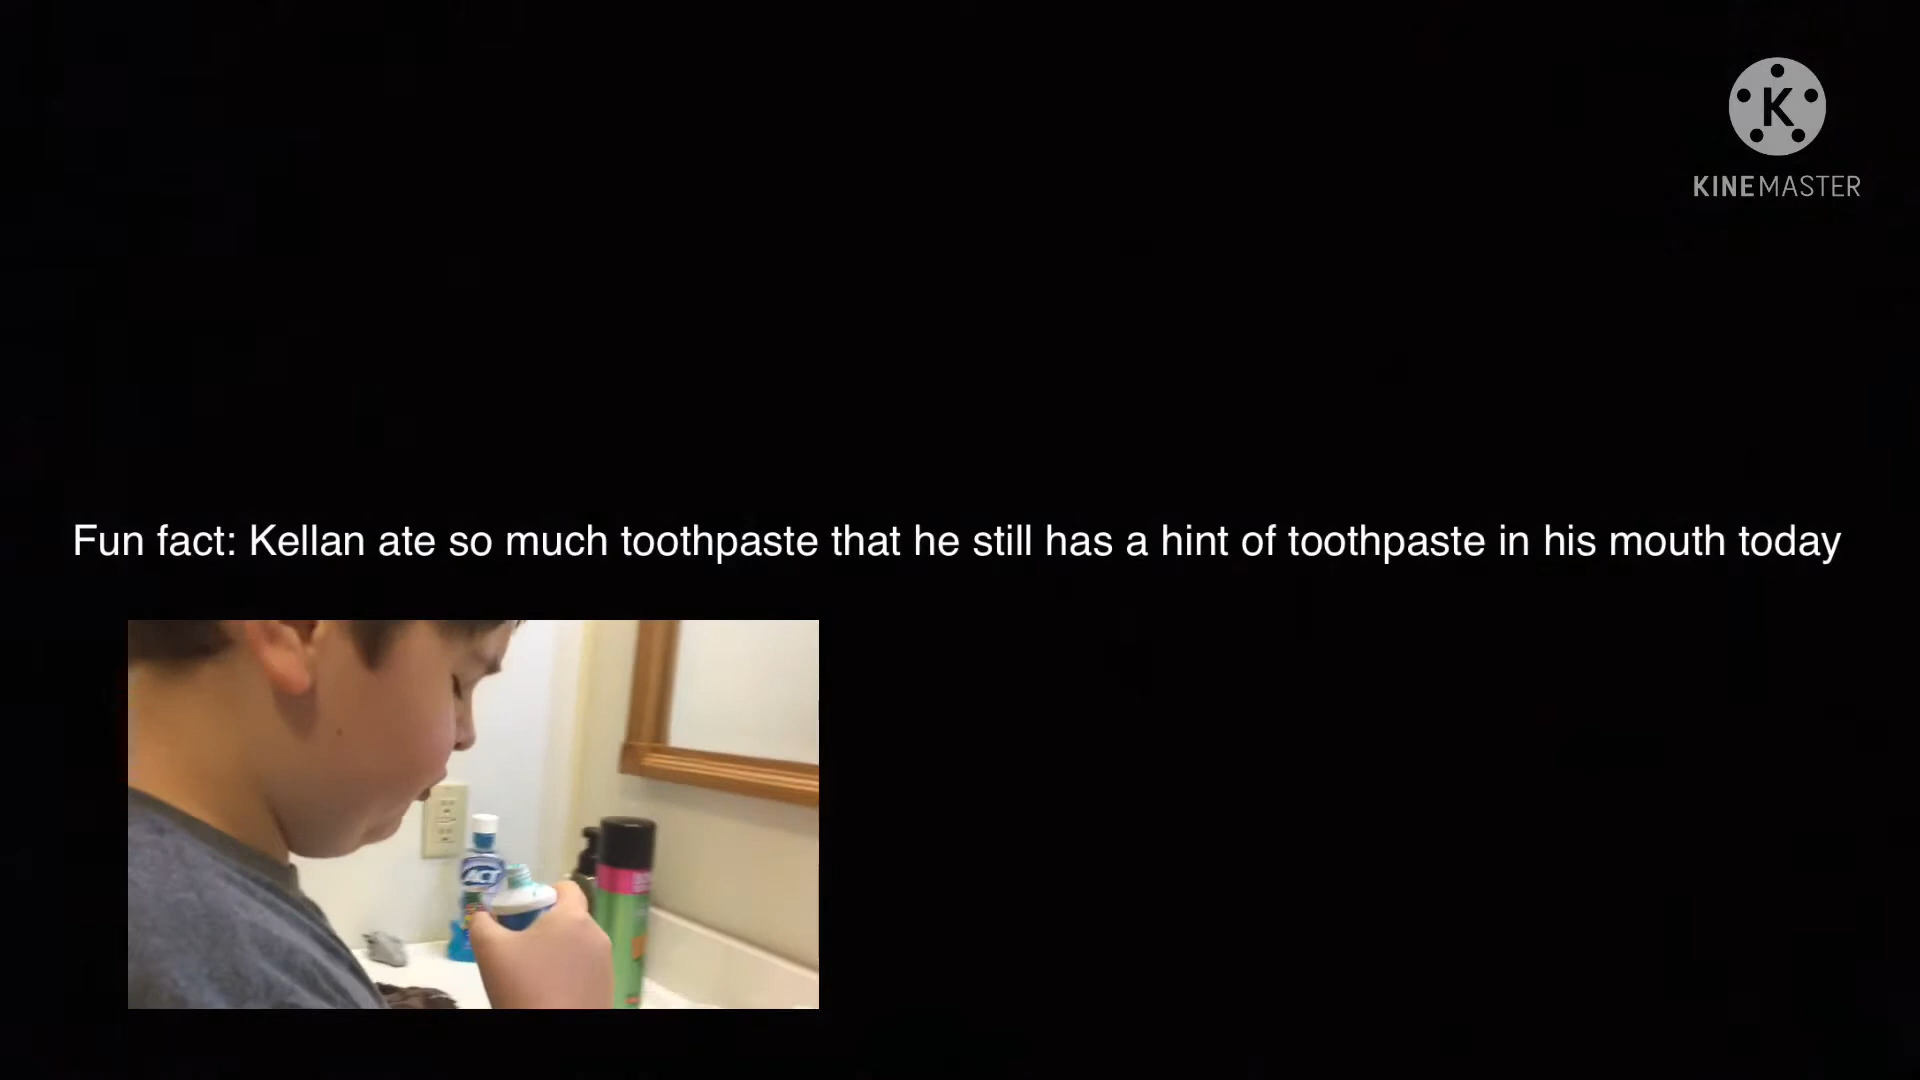 K
KINEMASTER
Fun fact: Kellan ate so much toothpaste that he still has a hint of toothpaste in his mouth today
ACT